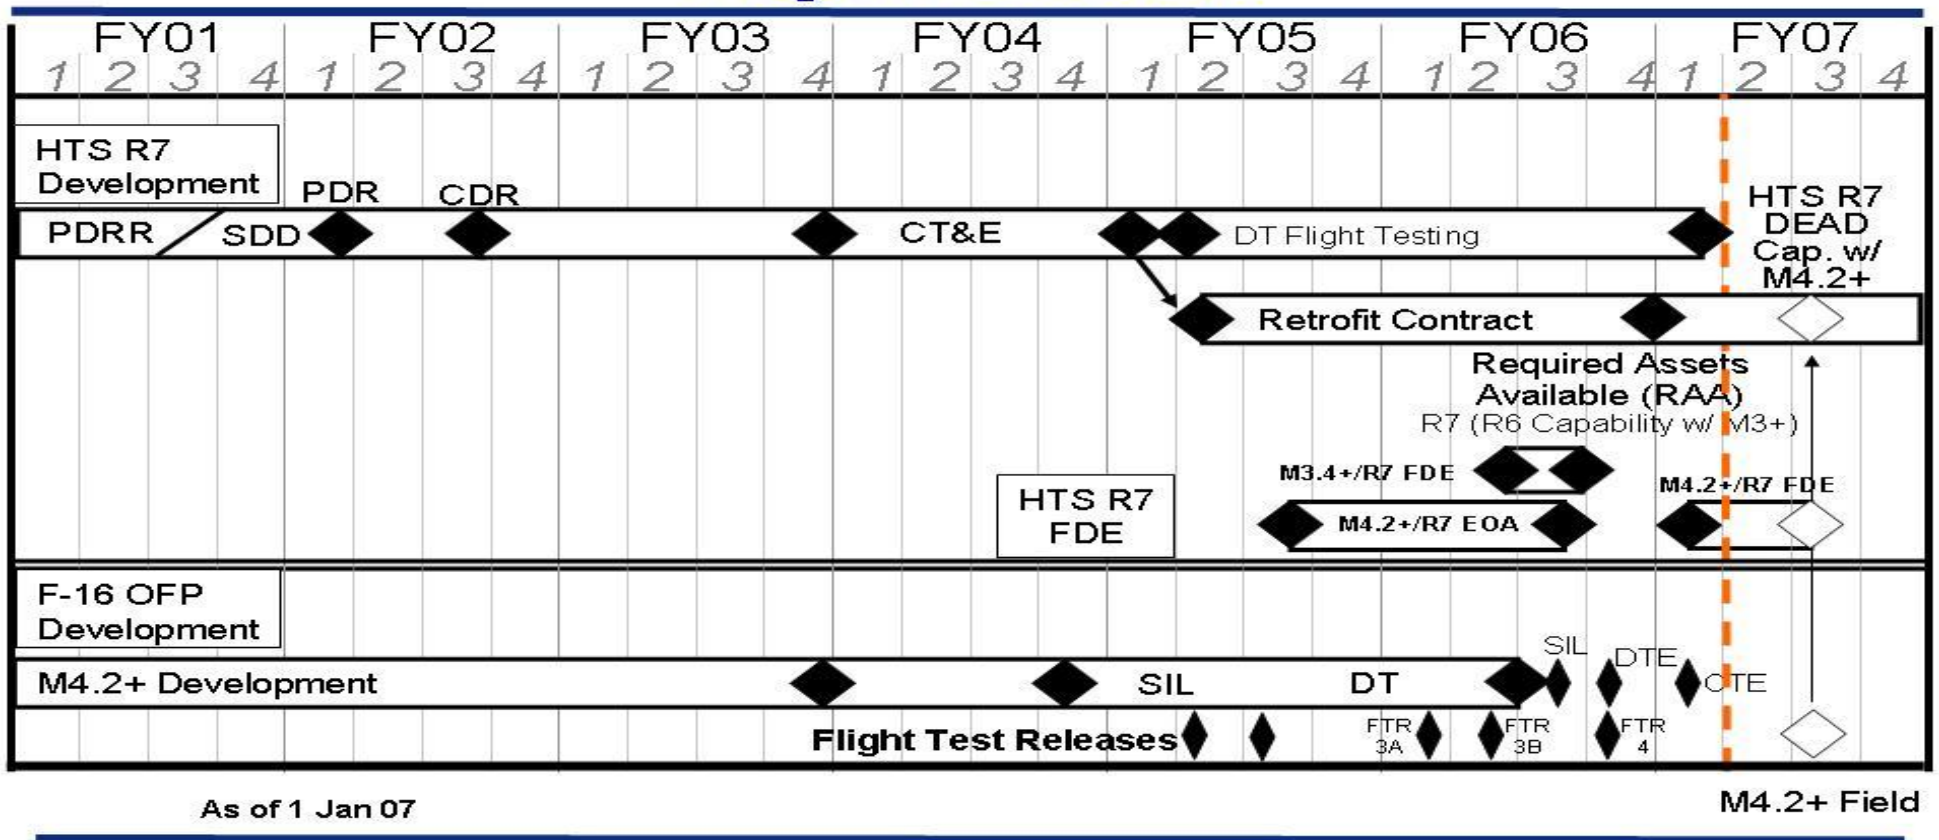 FY01 FY02 FY03 FY04 FY05 FY06 FY07
1 2 3 4 1 2 3 4 1 2 3 4 1 2 3 4 1 2 3 4 1 2 3 4 1 2 3 4
HTS R7
Development
PDR CDR
PDRR SDD CT&E DT Flight Testing
HTS R7
DEAD
Cap. w/
M4.2+
Retrofit Contract
Required Assets
Available (RAA)
R7 (R6 Capability w/ M3+)
M3.4+/R7 FDE
M4.2+/R7 FDE
HTS R7
FDE
M4.2+/R7 EOA
F-16 OFP
Development
SIL
DTE
M4.2+ Development SIL DT OTE
Flight Test Releases
FTR
3A
FTR
3B
FTR
4
As of 1 Jan 07
M4.2+ Field